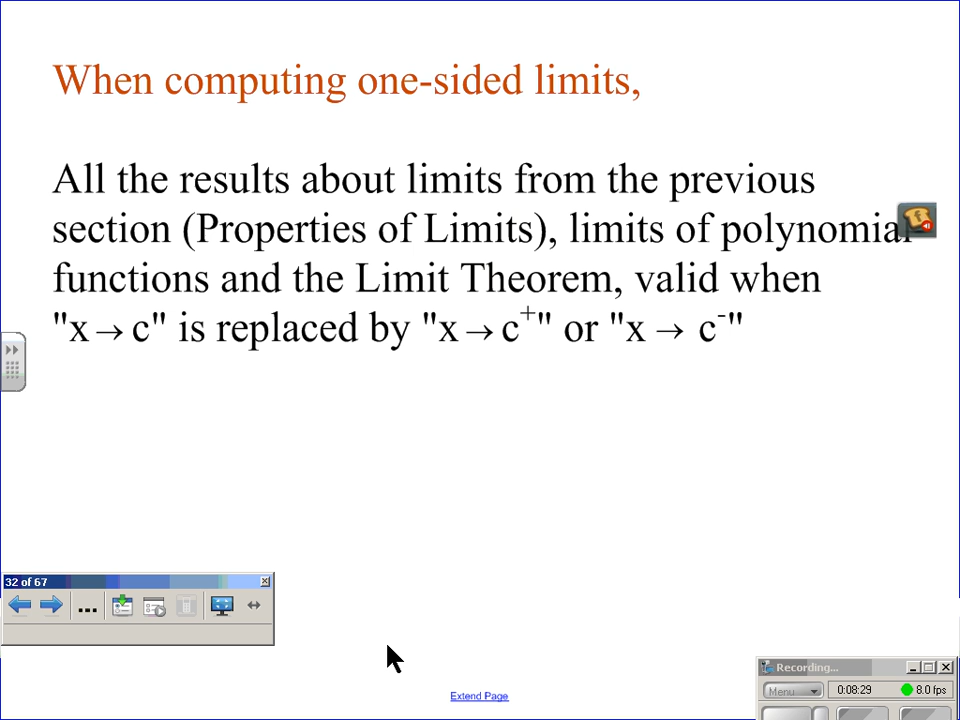 When computing one-sided limits,
All the results about limits from the previous
section (Properties of Limits), limits of polynomial
functions and the Limit Theorem, valid when
"x → c" is replaced by "x → c⁺" or "x → c⁻"
32 of 67
Extend Page
Recording...
Menu 0:08:29 8.0 fps